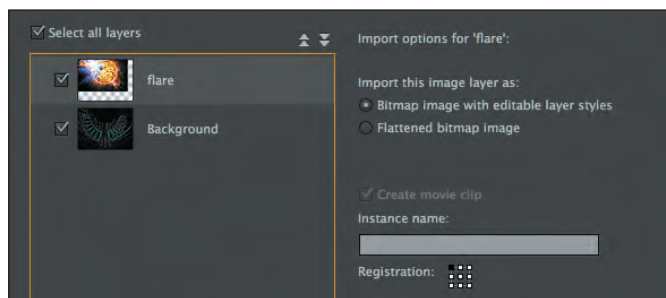 Select all layers
flare
Background
Import options for 'flare':
Import this image layer as:
Bitmap image with editable layer styles
Flattened bitmap image
Create movie clip
Instance name:
Registration: